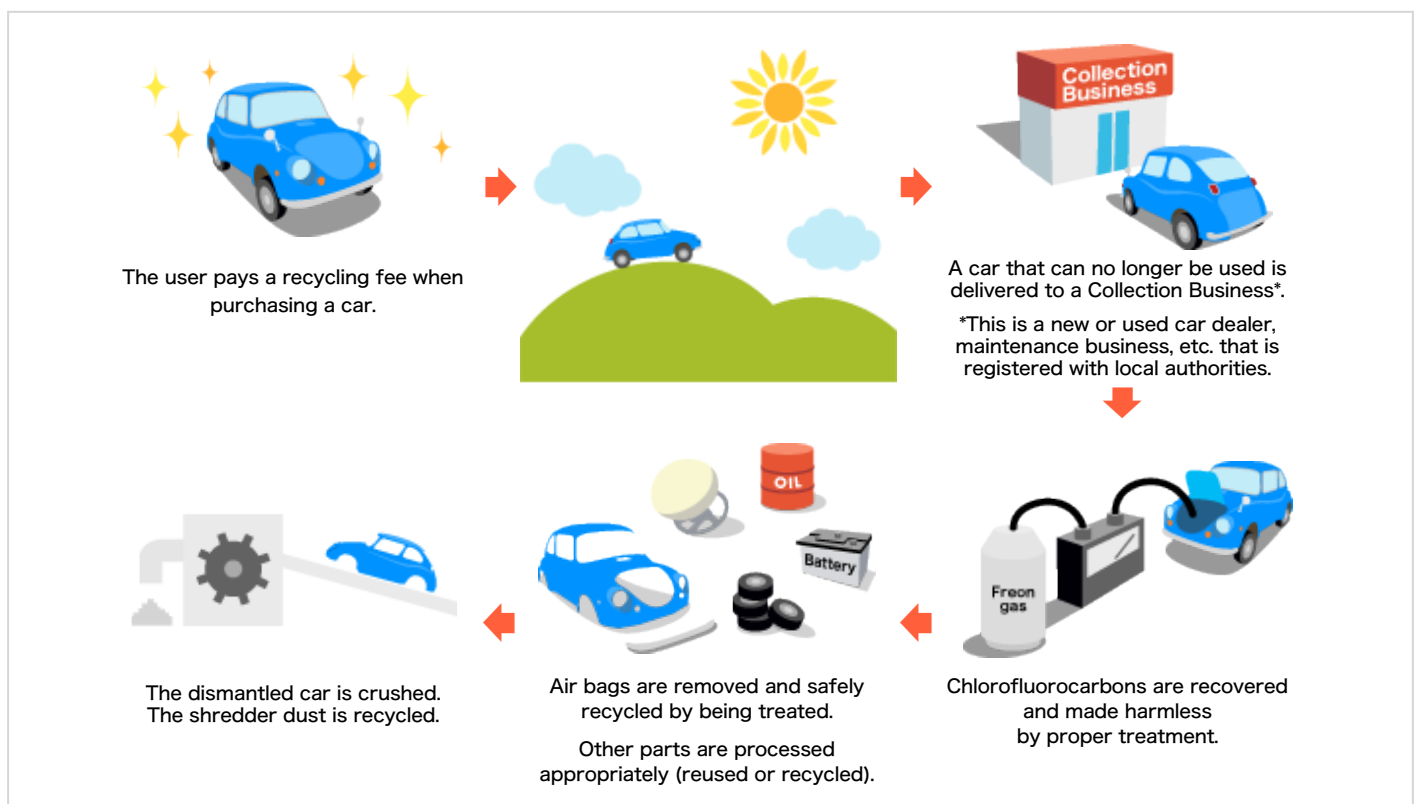 Collection
Business
The user pays a recycling fee when
purchasing a car.
A car that can no longer be used is
delivered to a Collection Business*.
*This is a new or used car dealer,
maintenance business, etc. that is
registered with local authorities.
Freon
gas
Chlorofluorocarbons are recovered
and made harmless
by proper treatment.
OIL
Battery
Air bags are removed and safely
recycled by being treated.
Other parts are processed
appropriately (reused or recycled).
The dismantled car is crushed.
The shredder dust is recycled.